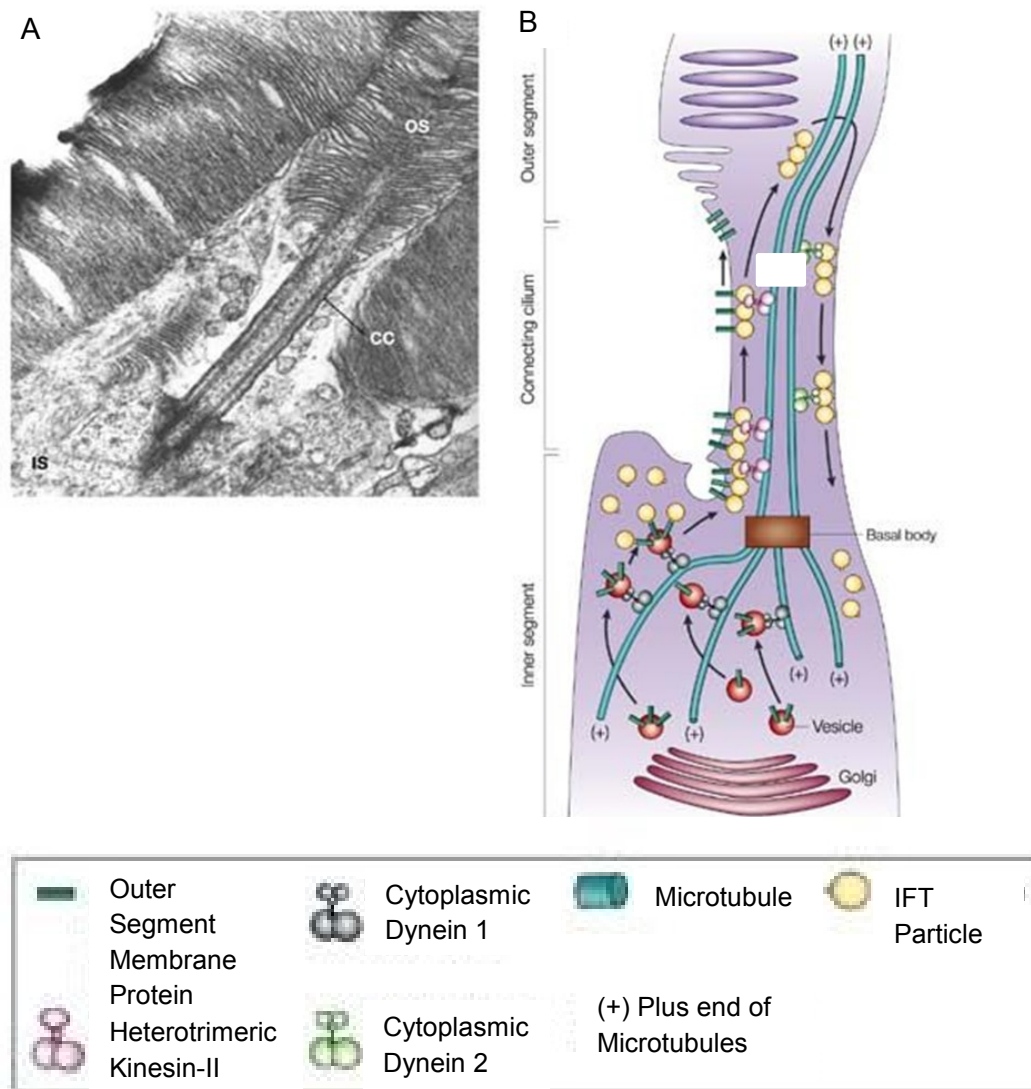 A
OS
CC
IS
B
(+) (+)
Outer segment
Connecting cilium
Inner segment
Basal body
(+)
(+)
(+)
(+)
Vesicle
Golgi
Outer
Segment
Membrane
Protein
Cytoplasmic
Dynein 1
Microtubule
IFT
Particle
Heterotrimeric
Kinesin-II
Cytoplasmic
Dynein 2
(+) Plus end of
Microtubules